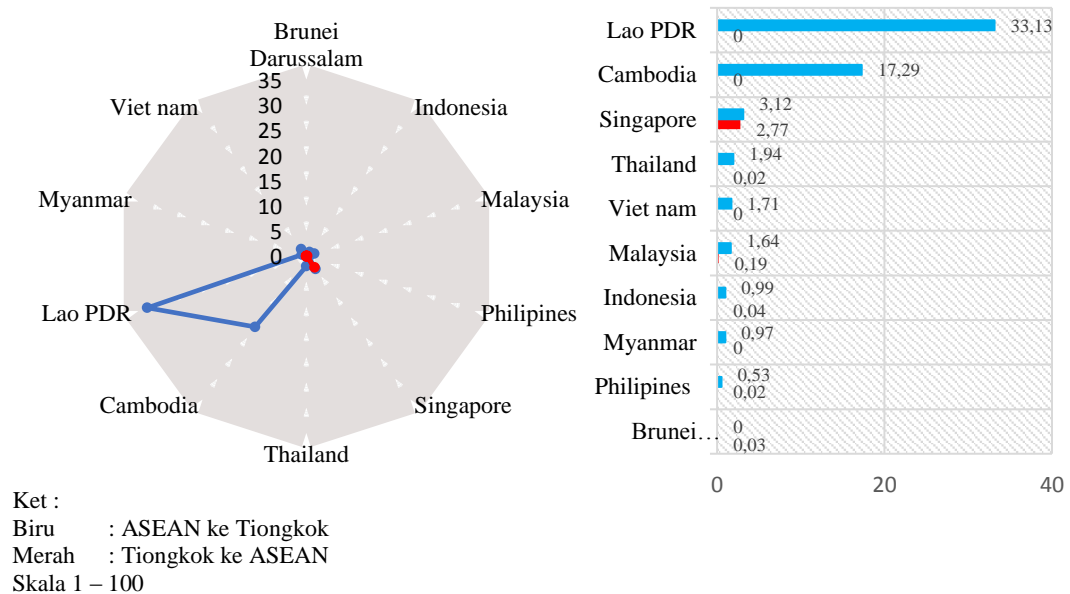 Brunei
Darussalam
35
30
25
20
15
10
5
0
Indonesia
Malaysia
Philipines
Singapore
Thailand
Cambodia
Lao PDR
Myanmar
Viet nam
Lao PDR
33,13
0
Cambodia
17,29
0
Singapore
3,12
2,77
Thailand
1,94
0,02
Viet nam
1,71
0
Malaysia
1,64
0,19
Indonesia
0,99
0,04
Myanmar
0,97
0
Philipines
0,53
0,02
Brunei…
0
0,03
0 20 40
Ket :
Biru : ASEAN ke Tiongkok
Merah : Tiongkok ke ASEAN
Skala 1 – 100